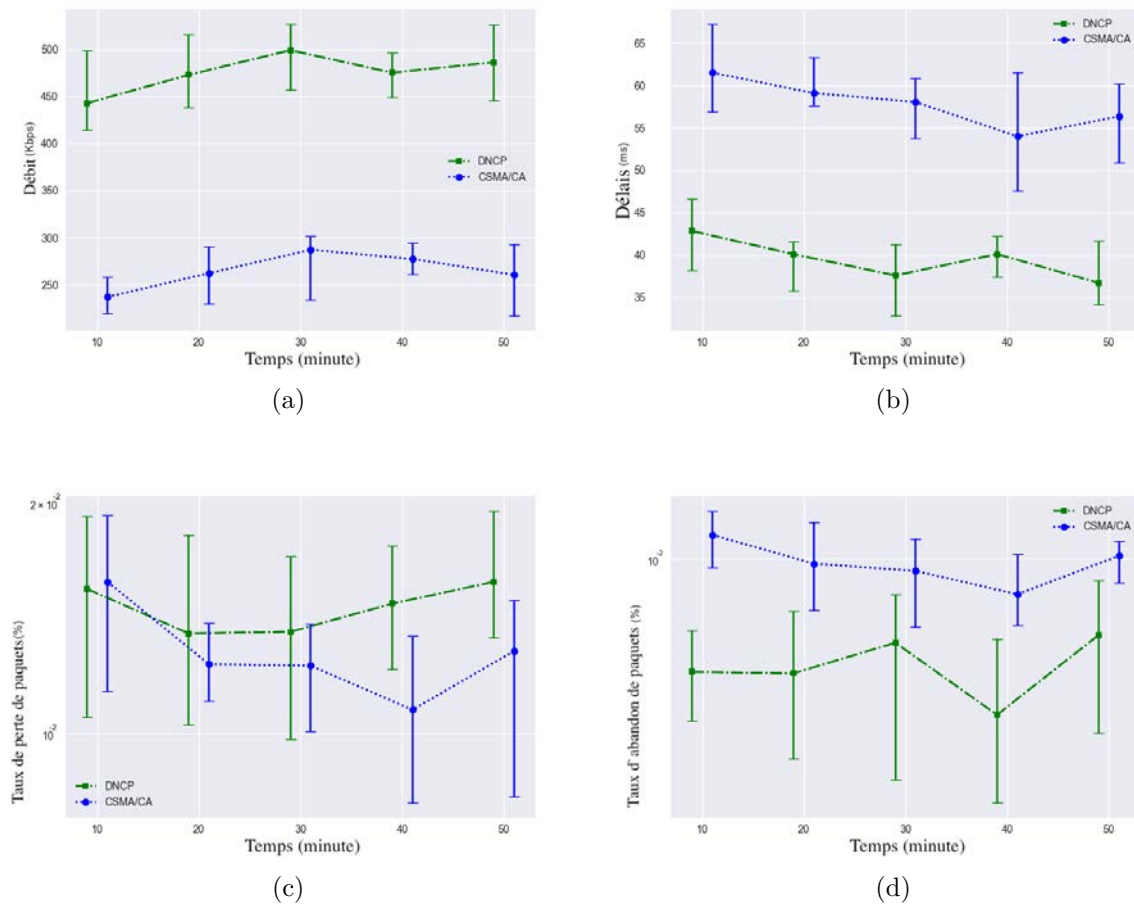 500
450
400
350
300
250
Débit (Kbps)
DNCP
CSMA/CA
10 20 30 40 50
Temps (minute)
(a)
65
60
55
50
45
40
35
Délais (ms)
DNCP
CSMA/CA
10 20 30 40 50
Temps (minute)
(b)
2 × 10⁻²
10⁻²
Taux de perte de paquets(%)
DNCP
CSMA/CA
10 20 30 40 50
Temps (minute)
(c)
Taux d' abandon de paquets (%)
DNCP
CSMA/CA
10 20 30 40 50
Temps (minute)
(d)